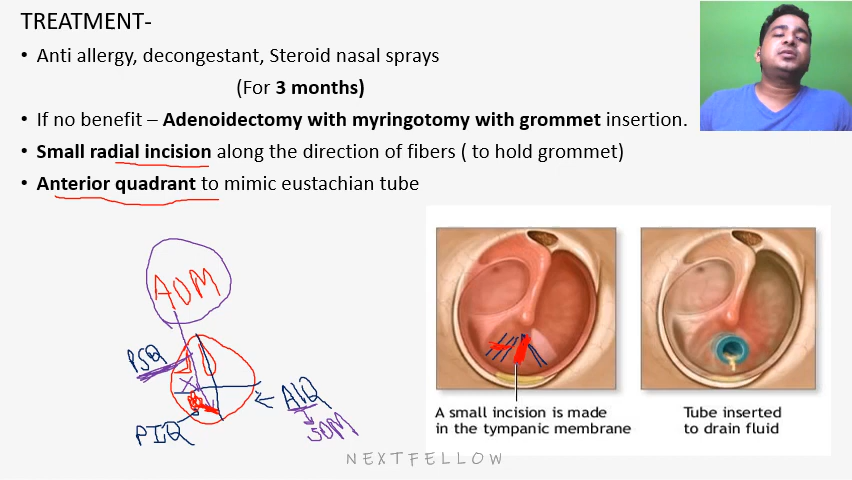 TREATMENT-
• Anti allergy, decongestant, Steroid nasal sprays
(For 3 months)
• If no benefit – Adenoidectomy with myringotomy with grommet insertion.
• Small radial incision along the direction of fibers ( to hold grommet)
• Anterior quadrant to mimic eustachian tube
AOM
PSQ
AIQ
SOM
PIQ
A small incision is made
in the tympanic membrane
Tube inserted
to drain fluid
NEXTFELLOW